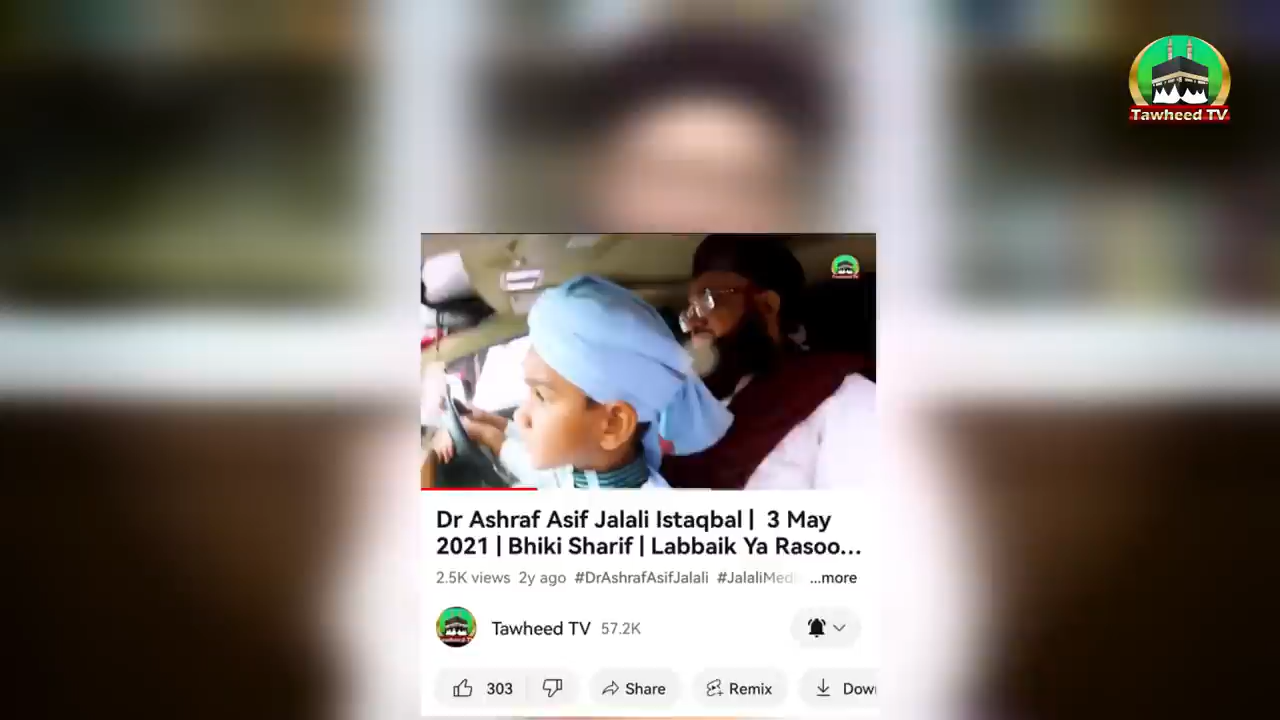 Tawheed TV
Dr Ashraf Asif Jalali Istaqbal | 3 May
2021 | Bhiki Sharif | Labbaik Ya Rasoo...
2.5K views 2y ago #DrAshrafAsifJalali #JalaliMed ...more
Tawheed TV 57.2K
303 Share Remix Dow